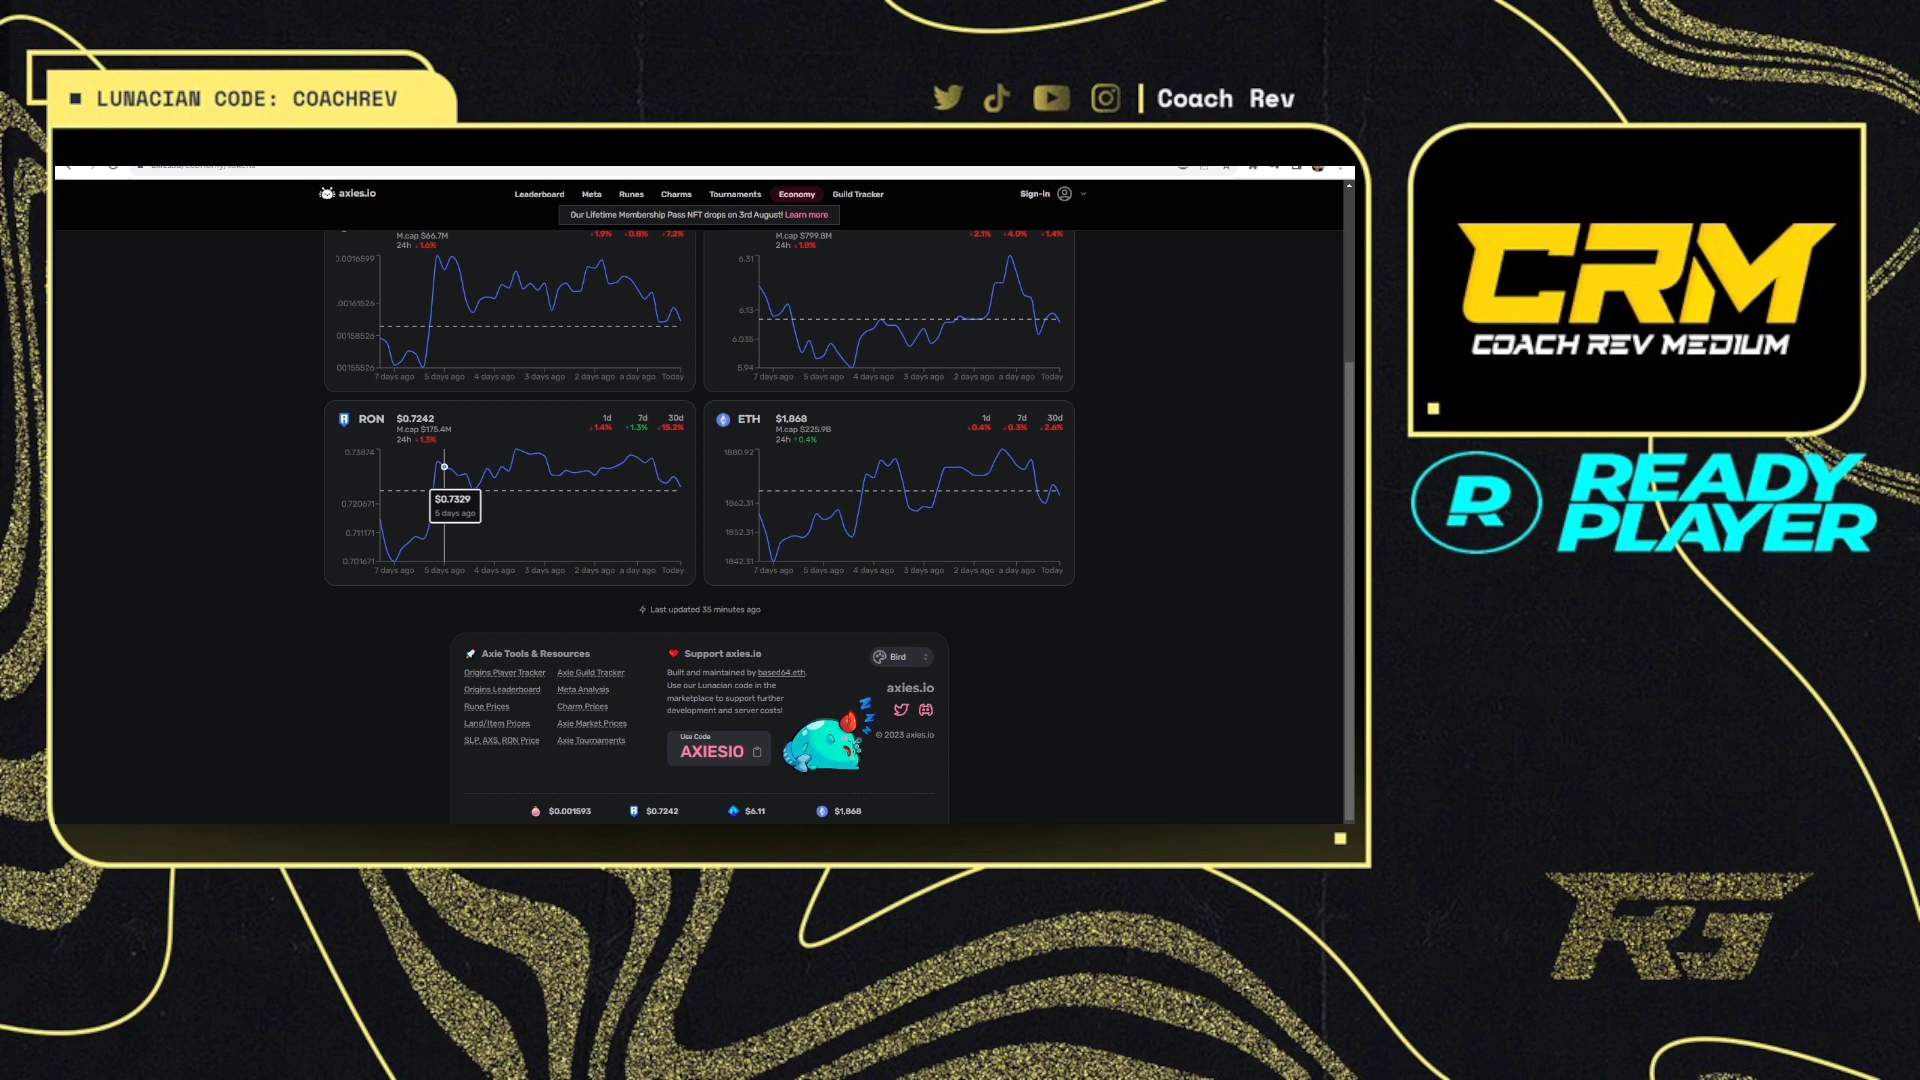 LUNACIAN CODE: COACHREV
Coach Rev
axies.io
Leaderboard Meta Runes Charms Tournaments Economy Guild Tracker
Sign-in
Our Lifetime Membership Pass NFT drops on 3rd August! Learn more
M.cap $66.7M
24h ↓1.6%
↓1.9% ↓0.8% ↓7.2%
0.0016599
.00161526
00158526
00155526
7 days ago 5 days ago 4 days ago 3 days ago 2 days ago a day ago Today
M.cap $799.8M
24h ↓1.8%
↓2.1% ↓4.0% ↓1.4%
6.31
6.13
6.035
5.94
7 days ago 5 days ago 4 days ago 3 days ago 2 days ago a day ago Today
RON $0.7242
M.cap $175.4M
24h ↓1.3%
1d 7d 30d
↓1.4% ↑1.3% ↓15.2%
0.73874
0.720671
0.711171
0.701671
$0.7329
5 days ago
7 days ago 5 days ago 4 days ago 3 days ago 2 days ago a day ago Today
ETH $1,868
M.cap $225.9B
24h ↑0.4%
1d 7d 30d
↓0.4% ↓0.3% ↓2.6%
1880.92
1862.31
1852.31
1842.31
7 days ago 5 days ago 4 days ago 3 days ago 2 days ago a day ago Today
Last updated 35 minutes ago
Axie Tools & Resources
Origins Player Tracker Axie Guild Tracker
Origins Leaderboard Meta Analysis
Rune Prices Charm Prices
Land/Item Prices Axie Market Prices
SLP, AXS, RON Price Axie Tournaments
Support axies.io
Built and maintained by based64.eth.
Use our Lunacian code in the
marketplace to support further
development and server costs!
Use Code
AXIESIO
Bird
axies.io
© 2023 axies.io
$0.001593 $0.7242 $6.11 $1,868
CRM
COACH REV MEDIUM
R READY
PLAYER